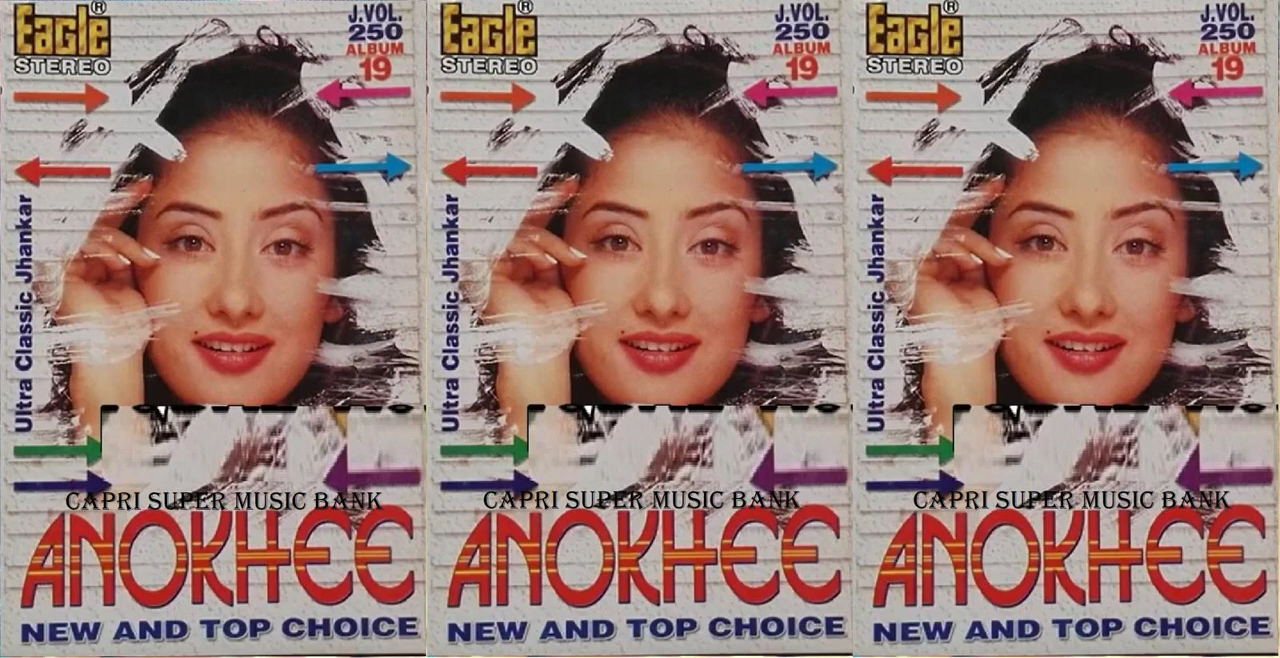 Eagle®
STEREO
J.VOL.
250
ALBUM
19
Ultra Classic Jhankar
CAPRI SUPER MUSIC BANK
ANOKHEE
NEW AND TOP CHOICE
Eagle®
STEREO
J.VOL.
250
ALBUM
19
Ultra Classic Jhankar
CAPRI SUPER MUSIC BANK
ANOKHEE
NEW AND TOP CHOICE
Eagle®
STEREO
J.VOL.
250
ALBUM
19
Ultra Classic Jhankar
CAPRI SUPER MUSIC BANK
ANOKHEE
NEW AND TOP CHOICE